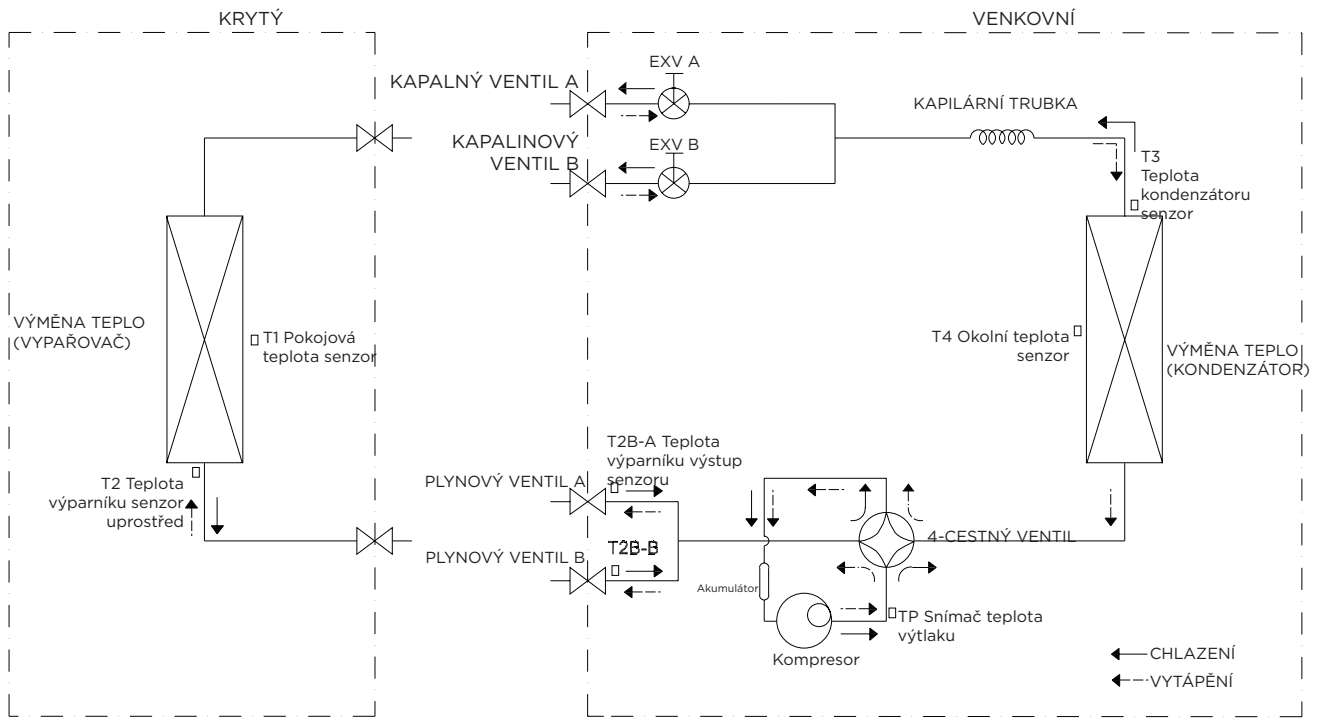 KRYTÝ
VENKOVNÍ
KAPALNÝ VENTIL A
EXV A
KAPALINOVÝ
VENTIL B
EXV B
KAPILÁRNÍ TRUBKA
T3
Teplota
kondenzátoru
senzor
VÝMĚNA TEPLO
(VYPAŘOVAČ)
T1 Pokojová
teplota senzor
T4 Okolní teplota
senzor
VÝMĚNA TEPLO
(KONDENZÁTOR)
T2 Teplota
výparníku senzor
uprostřed
T2B-A Teplota
výparníku výstup
senzoru
PLYNOVÝ VENTIL A
T2B-B
PLYNOVÝ VENTIL B
4-CESTNÝ VENTIL
Akumulátor
TP Snímač teplota
výtlaku
Kompresor
CHLAZENÍ
VYTÁPĚNÍ